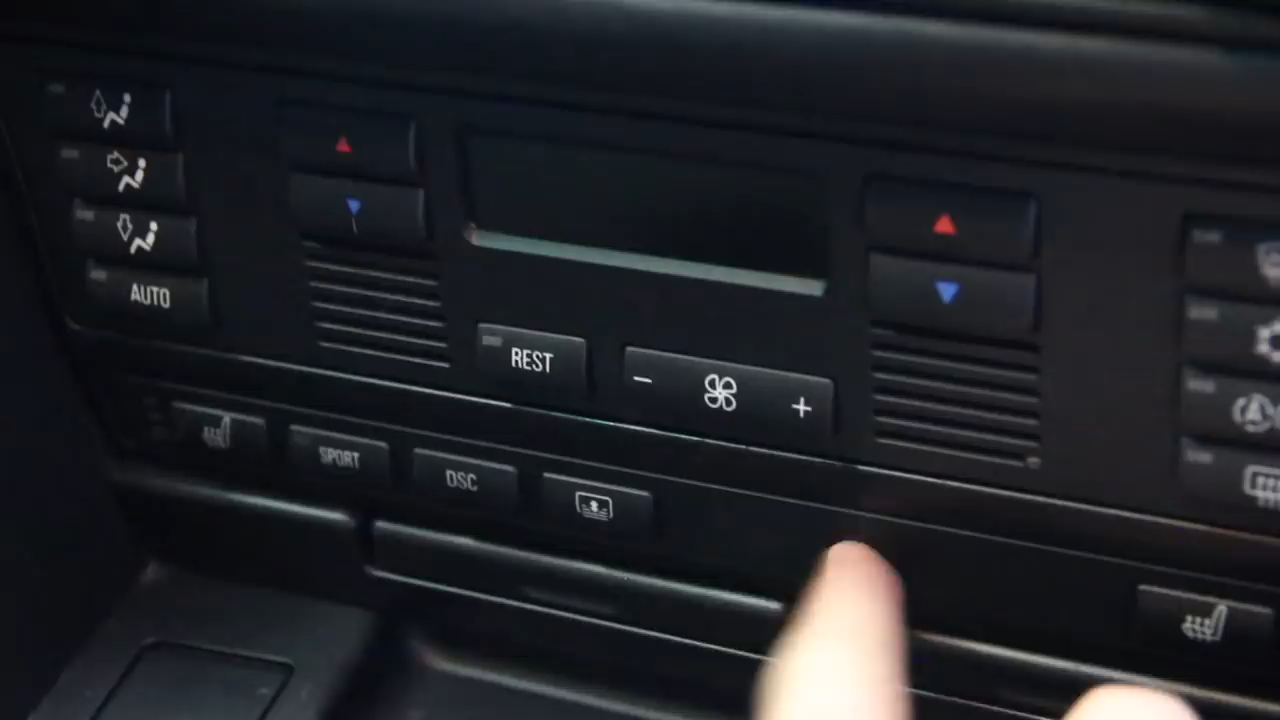 AUTO
REST
- +
SPORT
DSC